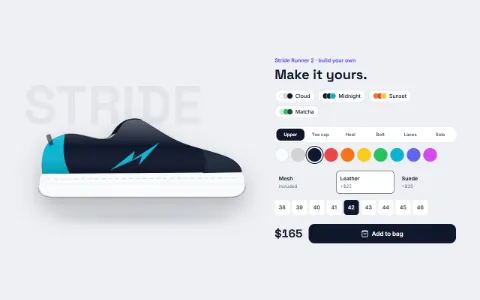 STRIDE
Stride Runner 2 · build your own
Make it yours.
Cloud
Midnight
Sunset
Matcha
Upper
Toe cap
Heel
Bolt
Laces
Sole
Mesh
Included
Leather
+$20
Suede
+$25
38 39 40 41 42 43 44 45 46
$165
Add to bag